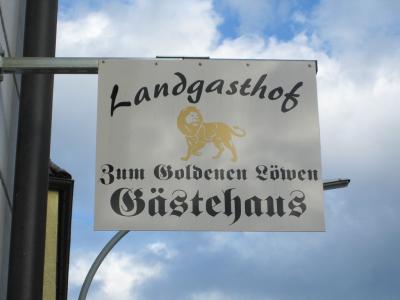 Landgasthof
Zum Goldenen Löwen
Gästehaus